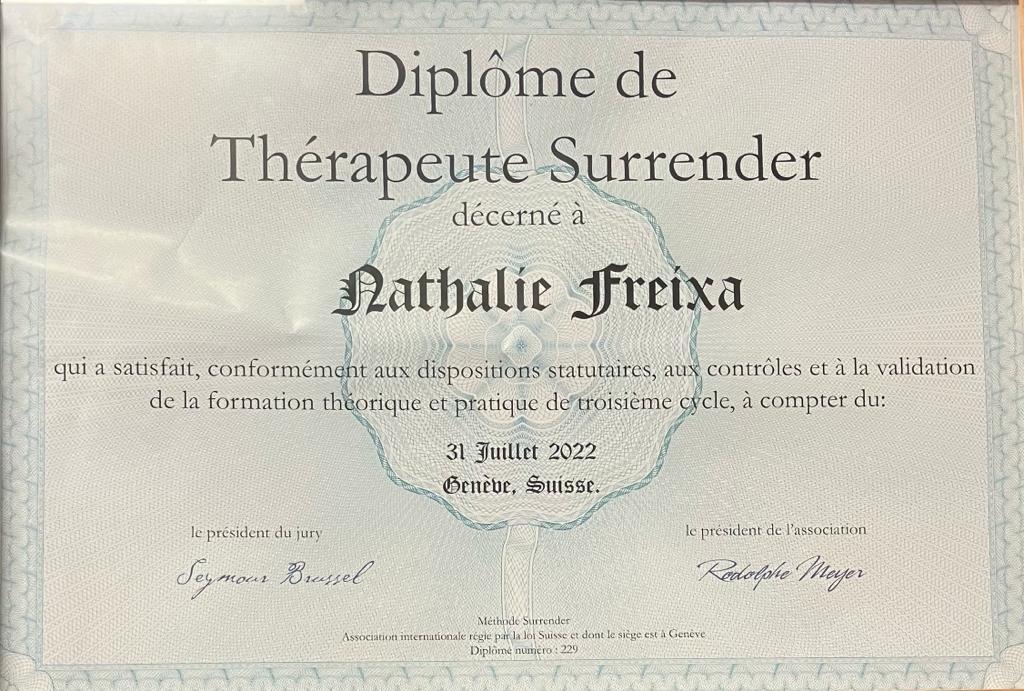 Diplôme de
Thérapeute Surrender
décerné à
Nathalie Freixa
qui a satisfait, conformément aux dispositions statutaires, aux contrôles et à la validation
de la formation théorique et pratique de troisième cycle, à compter du:
31 Juillet 2022
Genève, Suisse.
le président du jury
le président de l'association
Seymour Brussel
Rodolphe Meyer
Méthode Surrender
Association internationale régie par la loi Suisse et dont le siège est à Genève
Diplôme numéro : 229